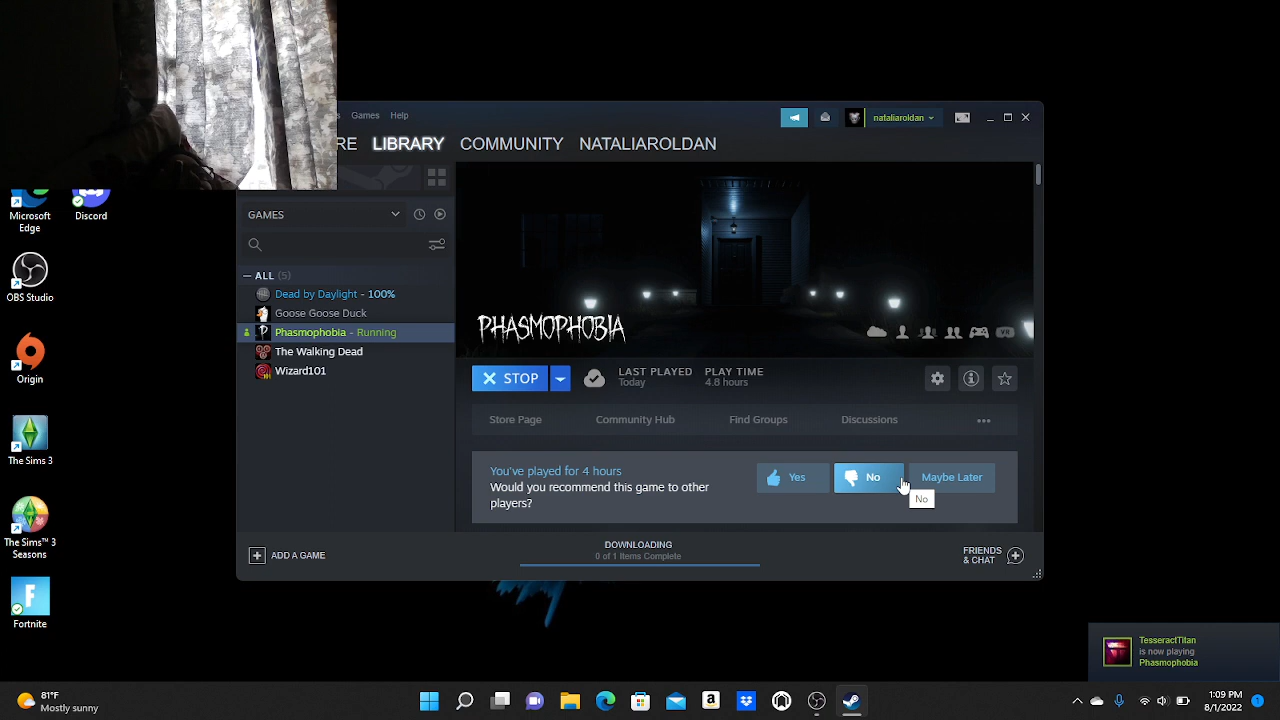 Games Help
nataliaroldan
RE LIBRARY COMMUNITY NATALIAROLDAN
Microsoft
Edge
Discord
OBS Studio
Origin
The Sims 3
The Sims™ 3
Seasons
Fortnite
GAMES
ALL (5)
Dead by Daylight - 100%
Goose Goose Duck
Phasmophobia - Running
The Walking Dead
Wizard101
PHASMOPHOBIA
VR
STOP
LAST PLAYED
Today
PLAY TIME
4.8 hours
Store Page Community Hub Find Groups Discussions
You've played for 4 hours
Would you recommend this game to other
players?
Yes No Maybe Later
No
ADD A GAME
DOWNLOADING
0 of 1 Items Complete
FRIENDS
& CHAT
TesseractTitan
is now playing
Phasmophobia
81°F
Mostly sunny
1:09 PM
8/1/2022
1